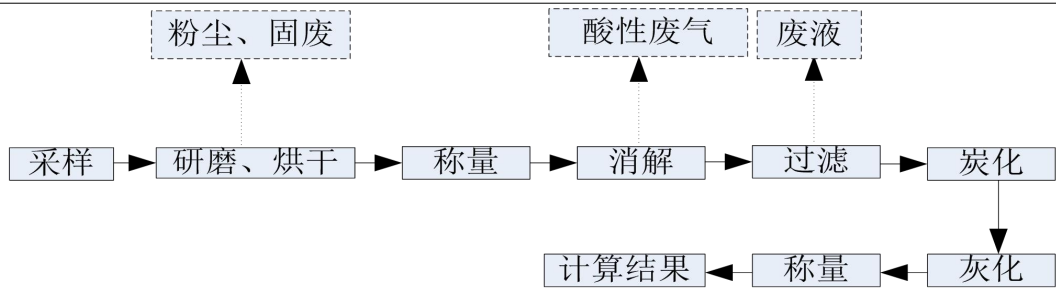 粉尘、固废
酸性废气
废液
采样
研磨、烘干
称量
消解
过滤
炭化
计算结果
称量
灰化